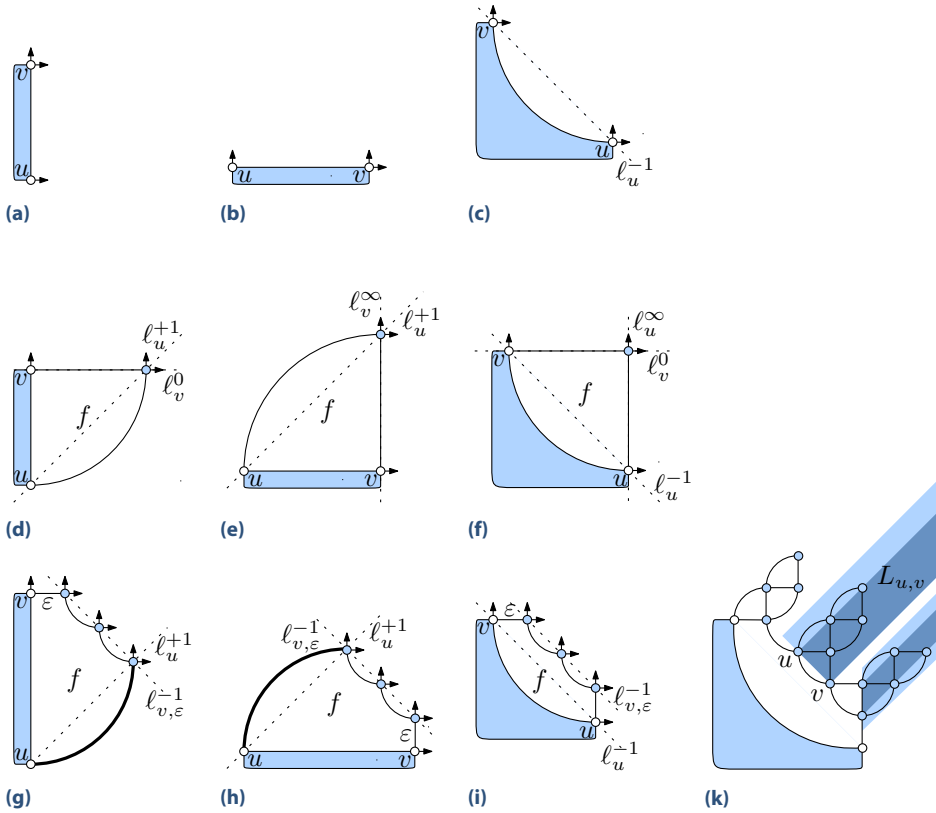 v
u
(a)
u v
(b)
v
u
ℓ_u^{-1}
(c)
ℓ_u^{+1}
v ℓ_v^0
f
u
(d)
ℓ_v^∞
ℓ_u^{+1}
f
u v
(e)
ℓ_u^∞
v ℓ_v^0
f
u ℓ_u^{-1}
(f)
v ε
ℓ_u^{+1}
f
ℓ_{v,ε}^{-1}
u
(g)
ℓ_{v,ε}^{-1} ℓ_u^{+1}
f
ε
u v
(h)
v ε
f ℓ_{v,ε}^{-1}
u
ℓ_u^{-1}
(i)
L_{u,v}
u
v
(k)